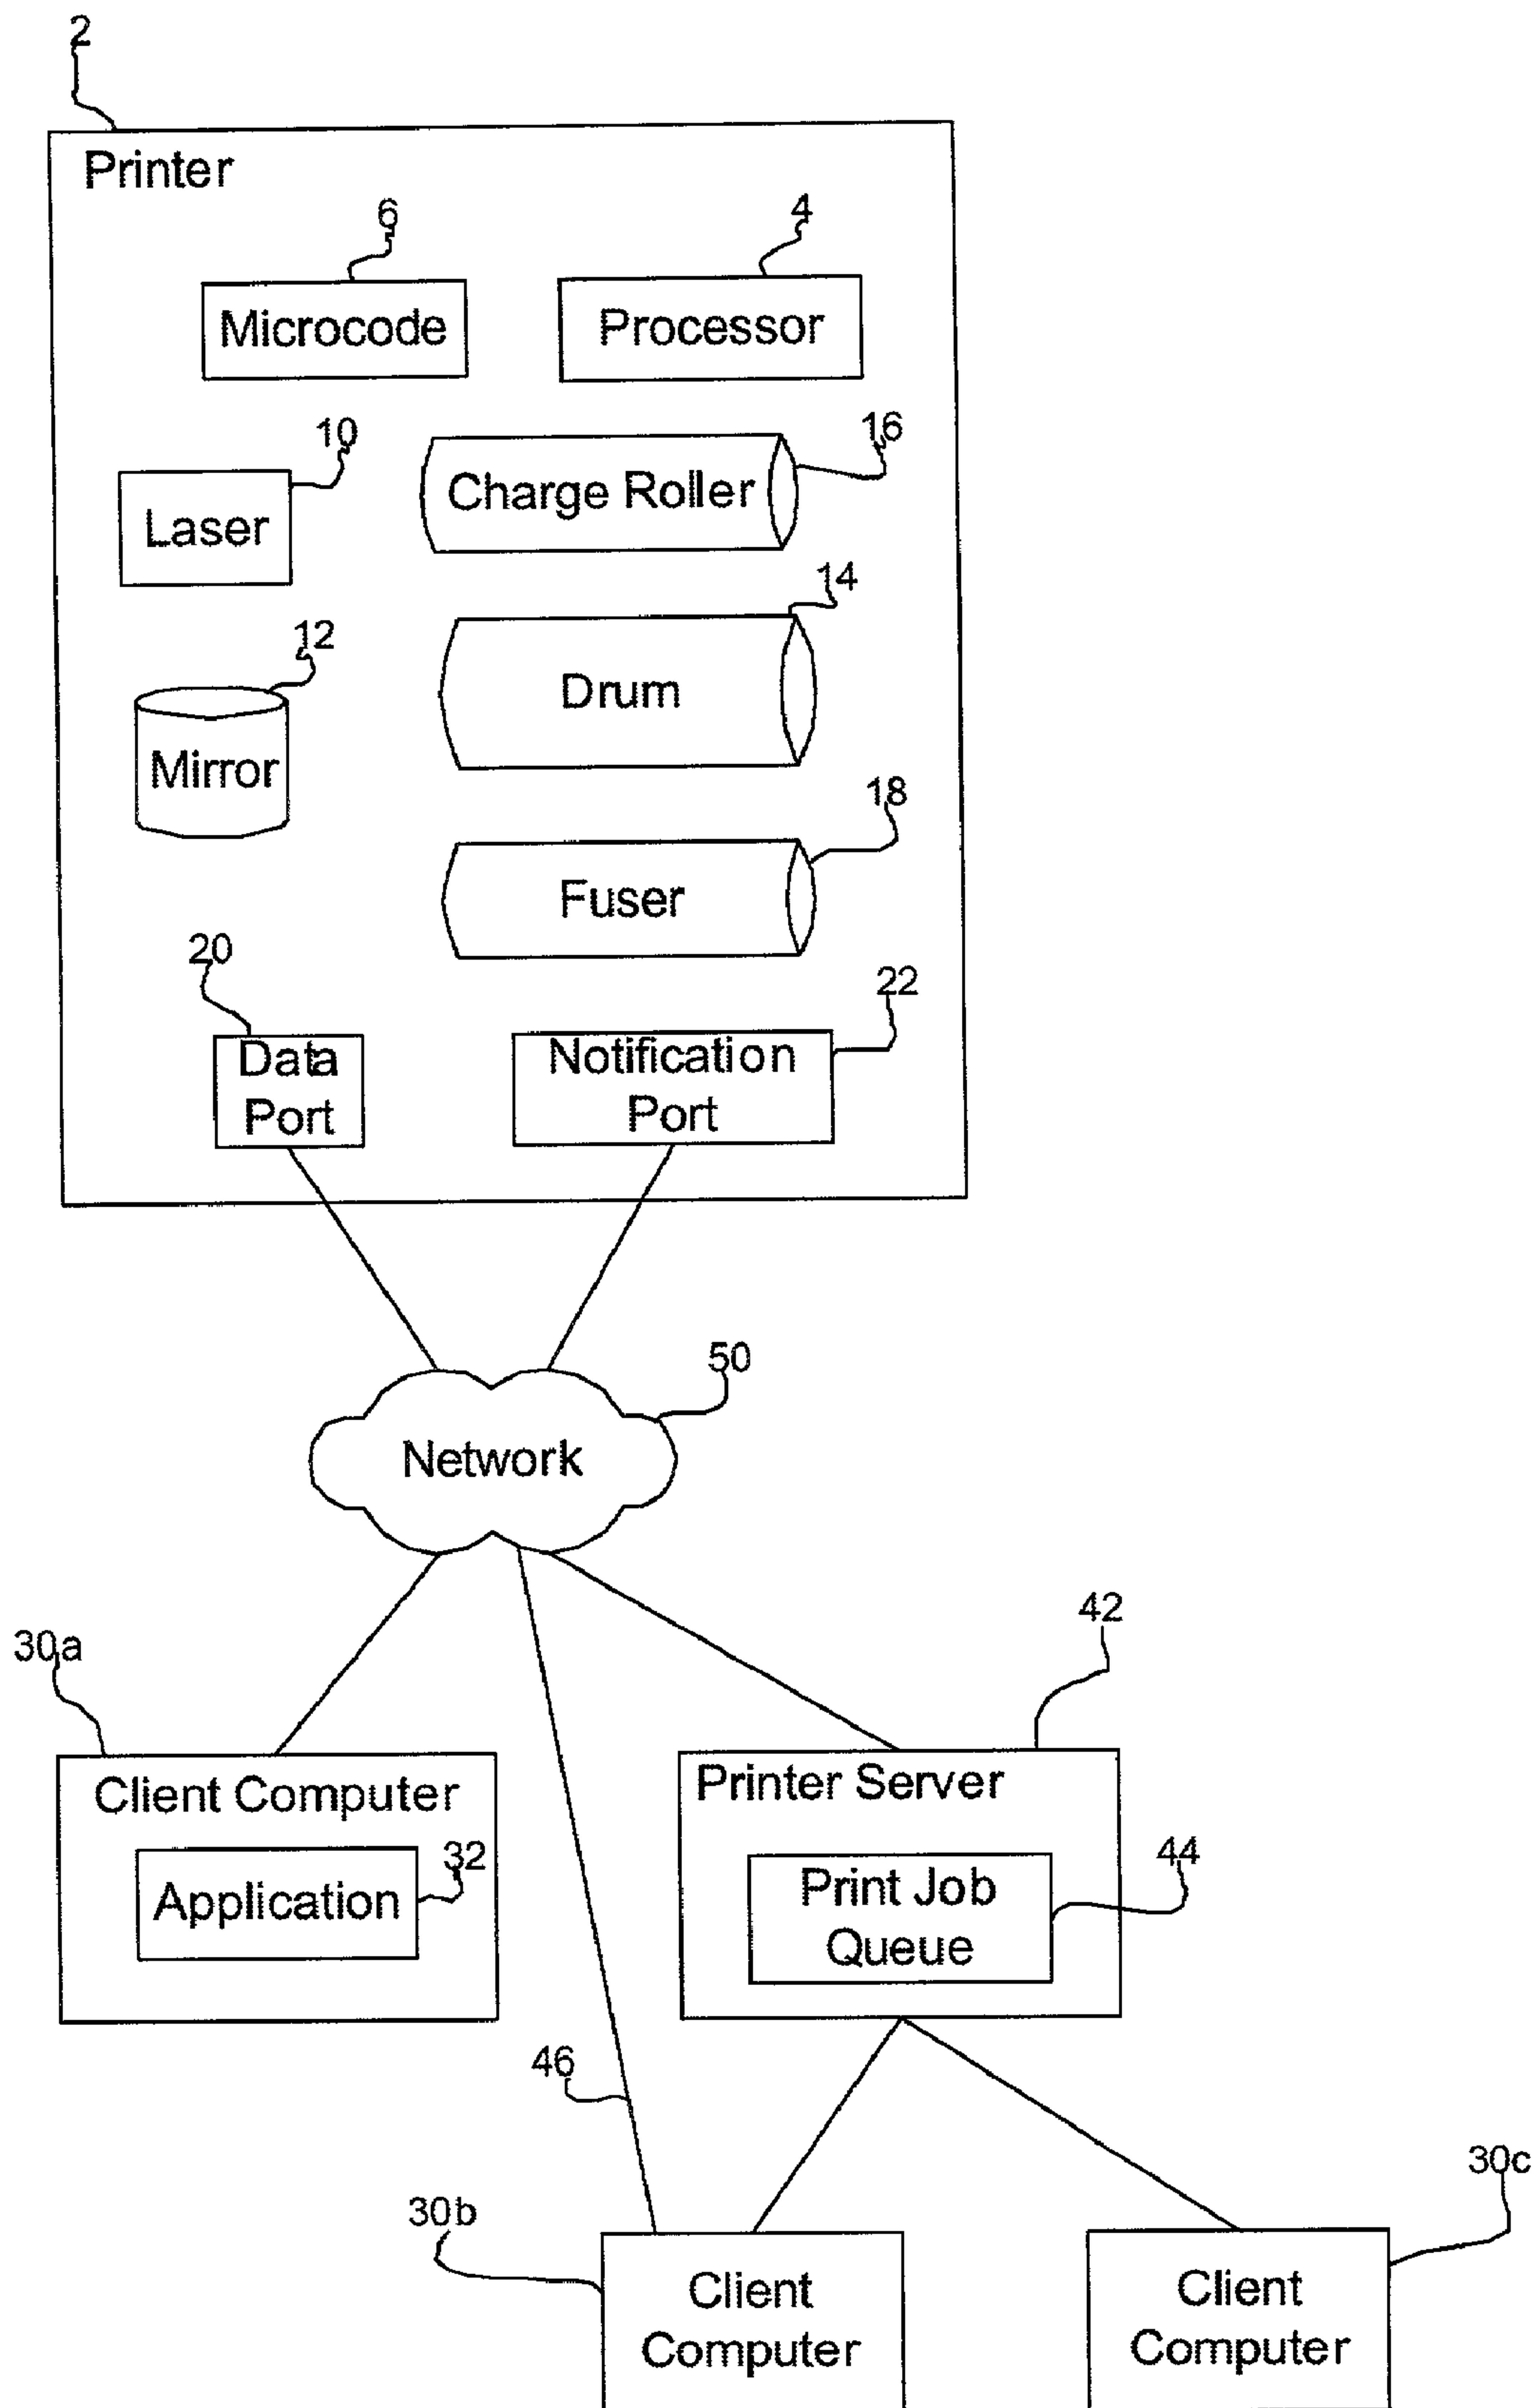 2
Printer
6
4
Microcode
Processor
10
16
Laser
Charge Roller
14
12
Drum
Mirror
18
Fuser
20
22
Data
Port
Notification
Port
50
Network
42
30a
Client Computer
Printer Server
32
Application
44
Print Job
Queue
46
30c
30b
Client
Computer
Client
Computer